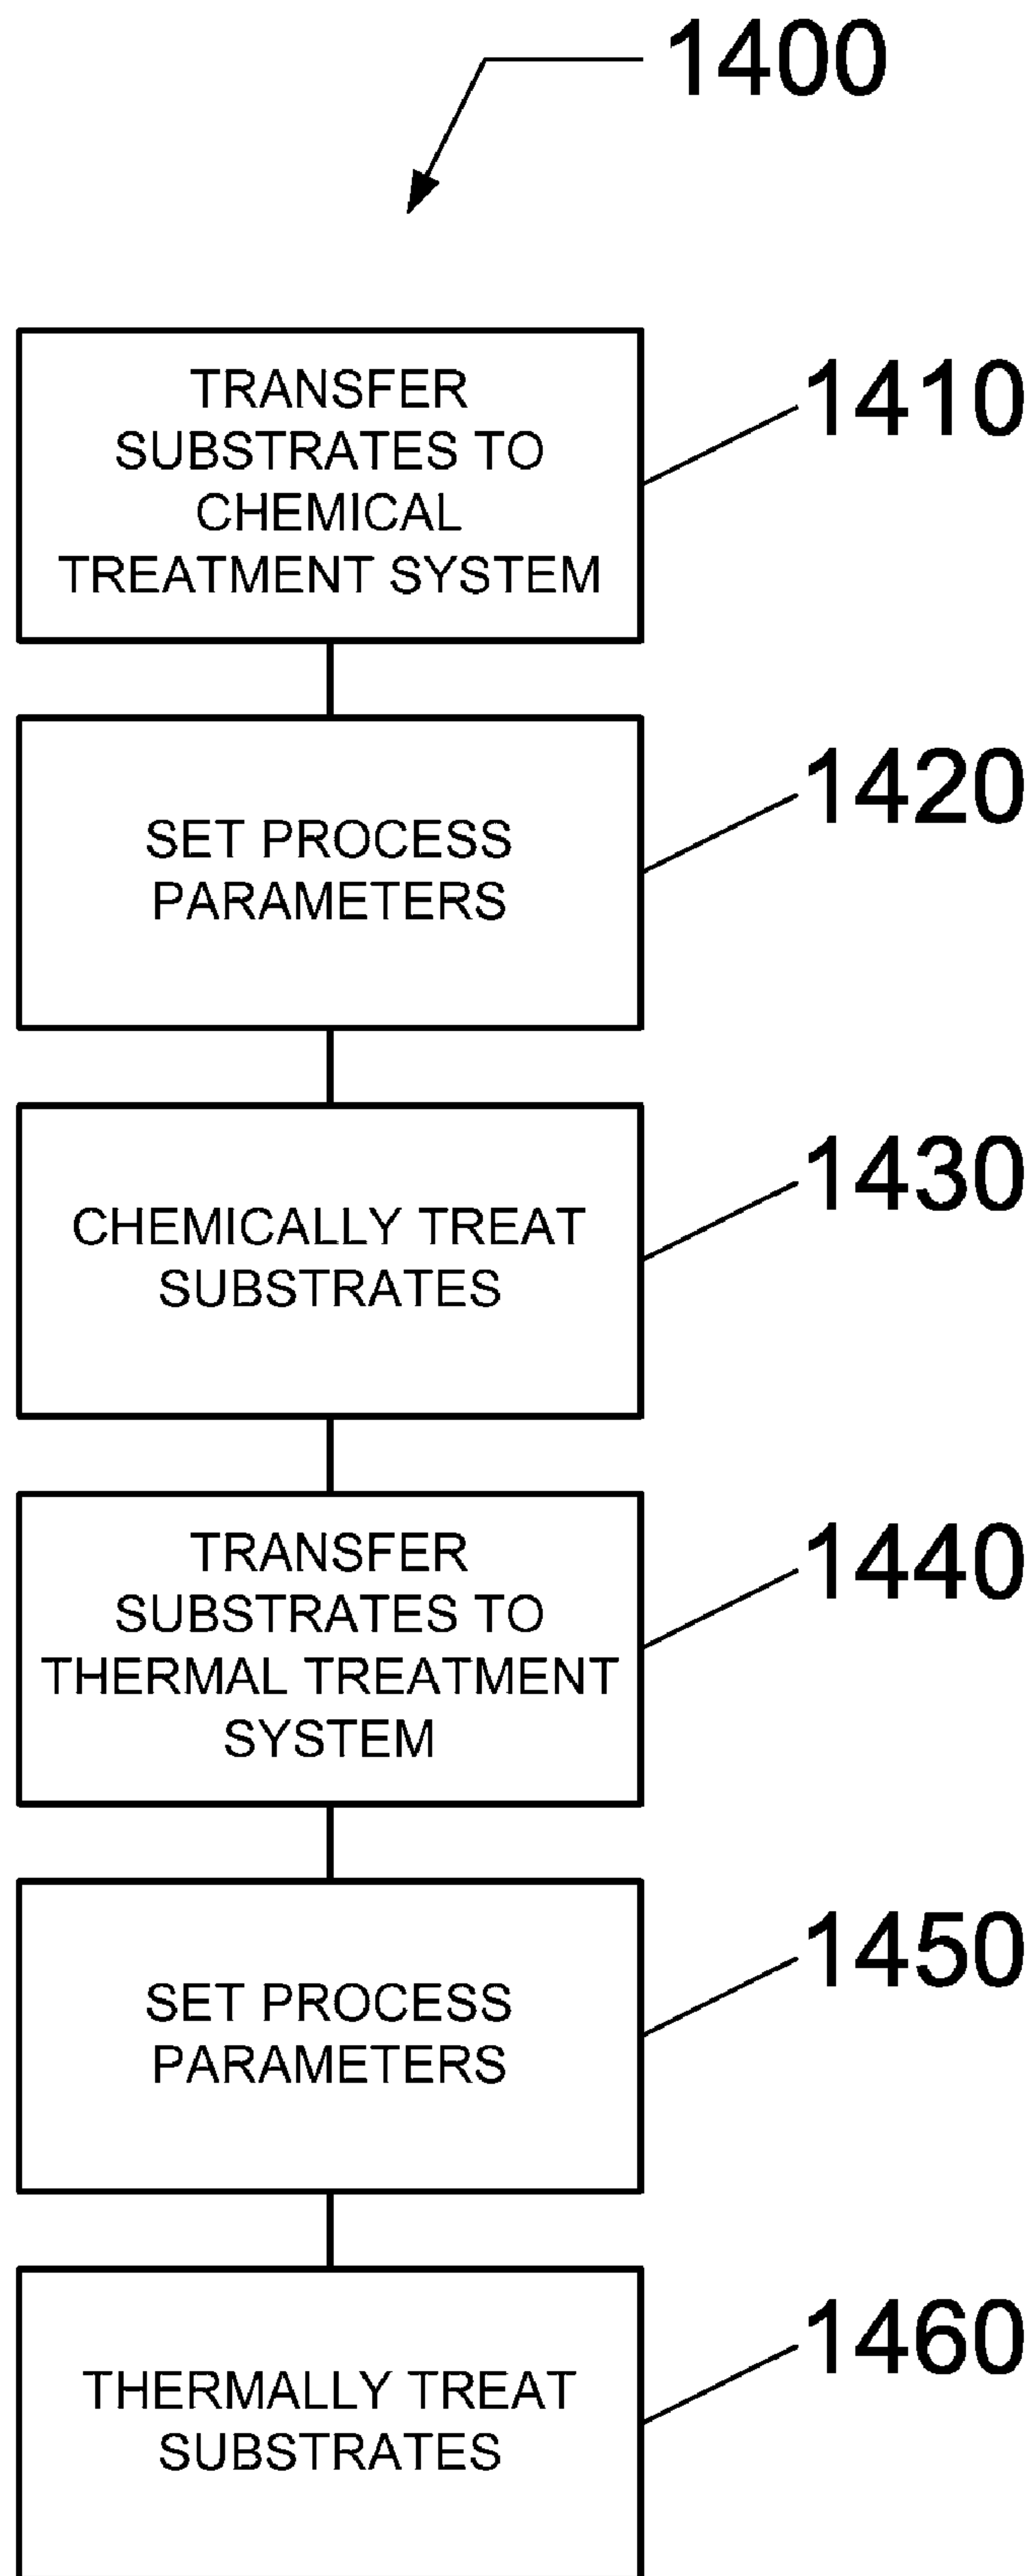 1400
TRANSFER
SUBSTRATES TO
CHEMICAL
TREATMENT SYSTEM
1410
SET PROCESS
PARAMETERS
1420
CHEMICALLY TREAT
SUBSTRATES
1430
TRANSFER
SUBSTRATES TO
THERMAL TREATMENT
SYSTEM
1440
SET PROCESS
PARAMETERS
1450
THERMALLY TREAT
SUBSTRATES
1460